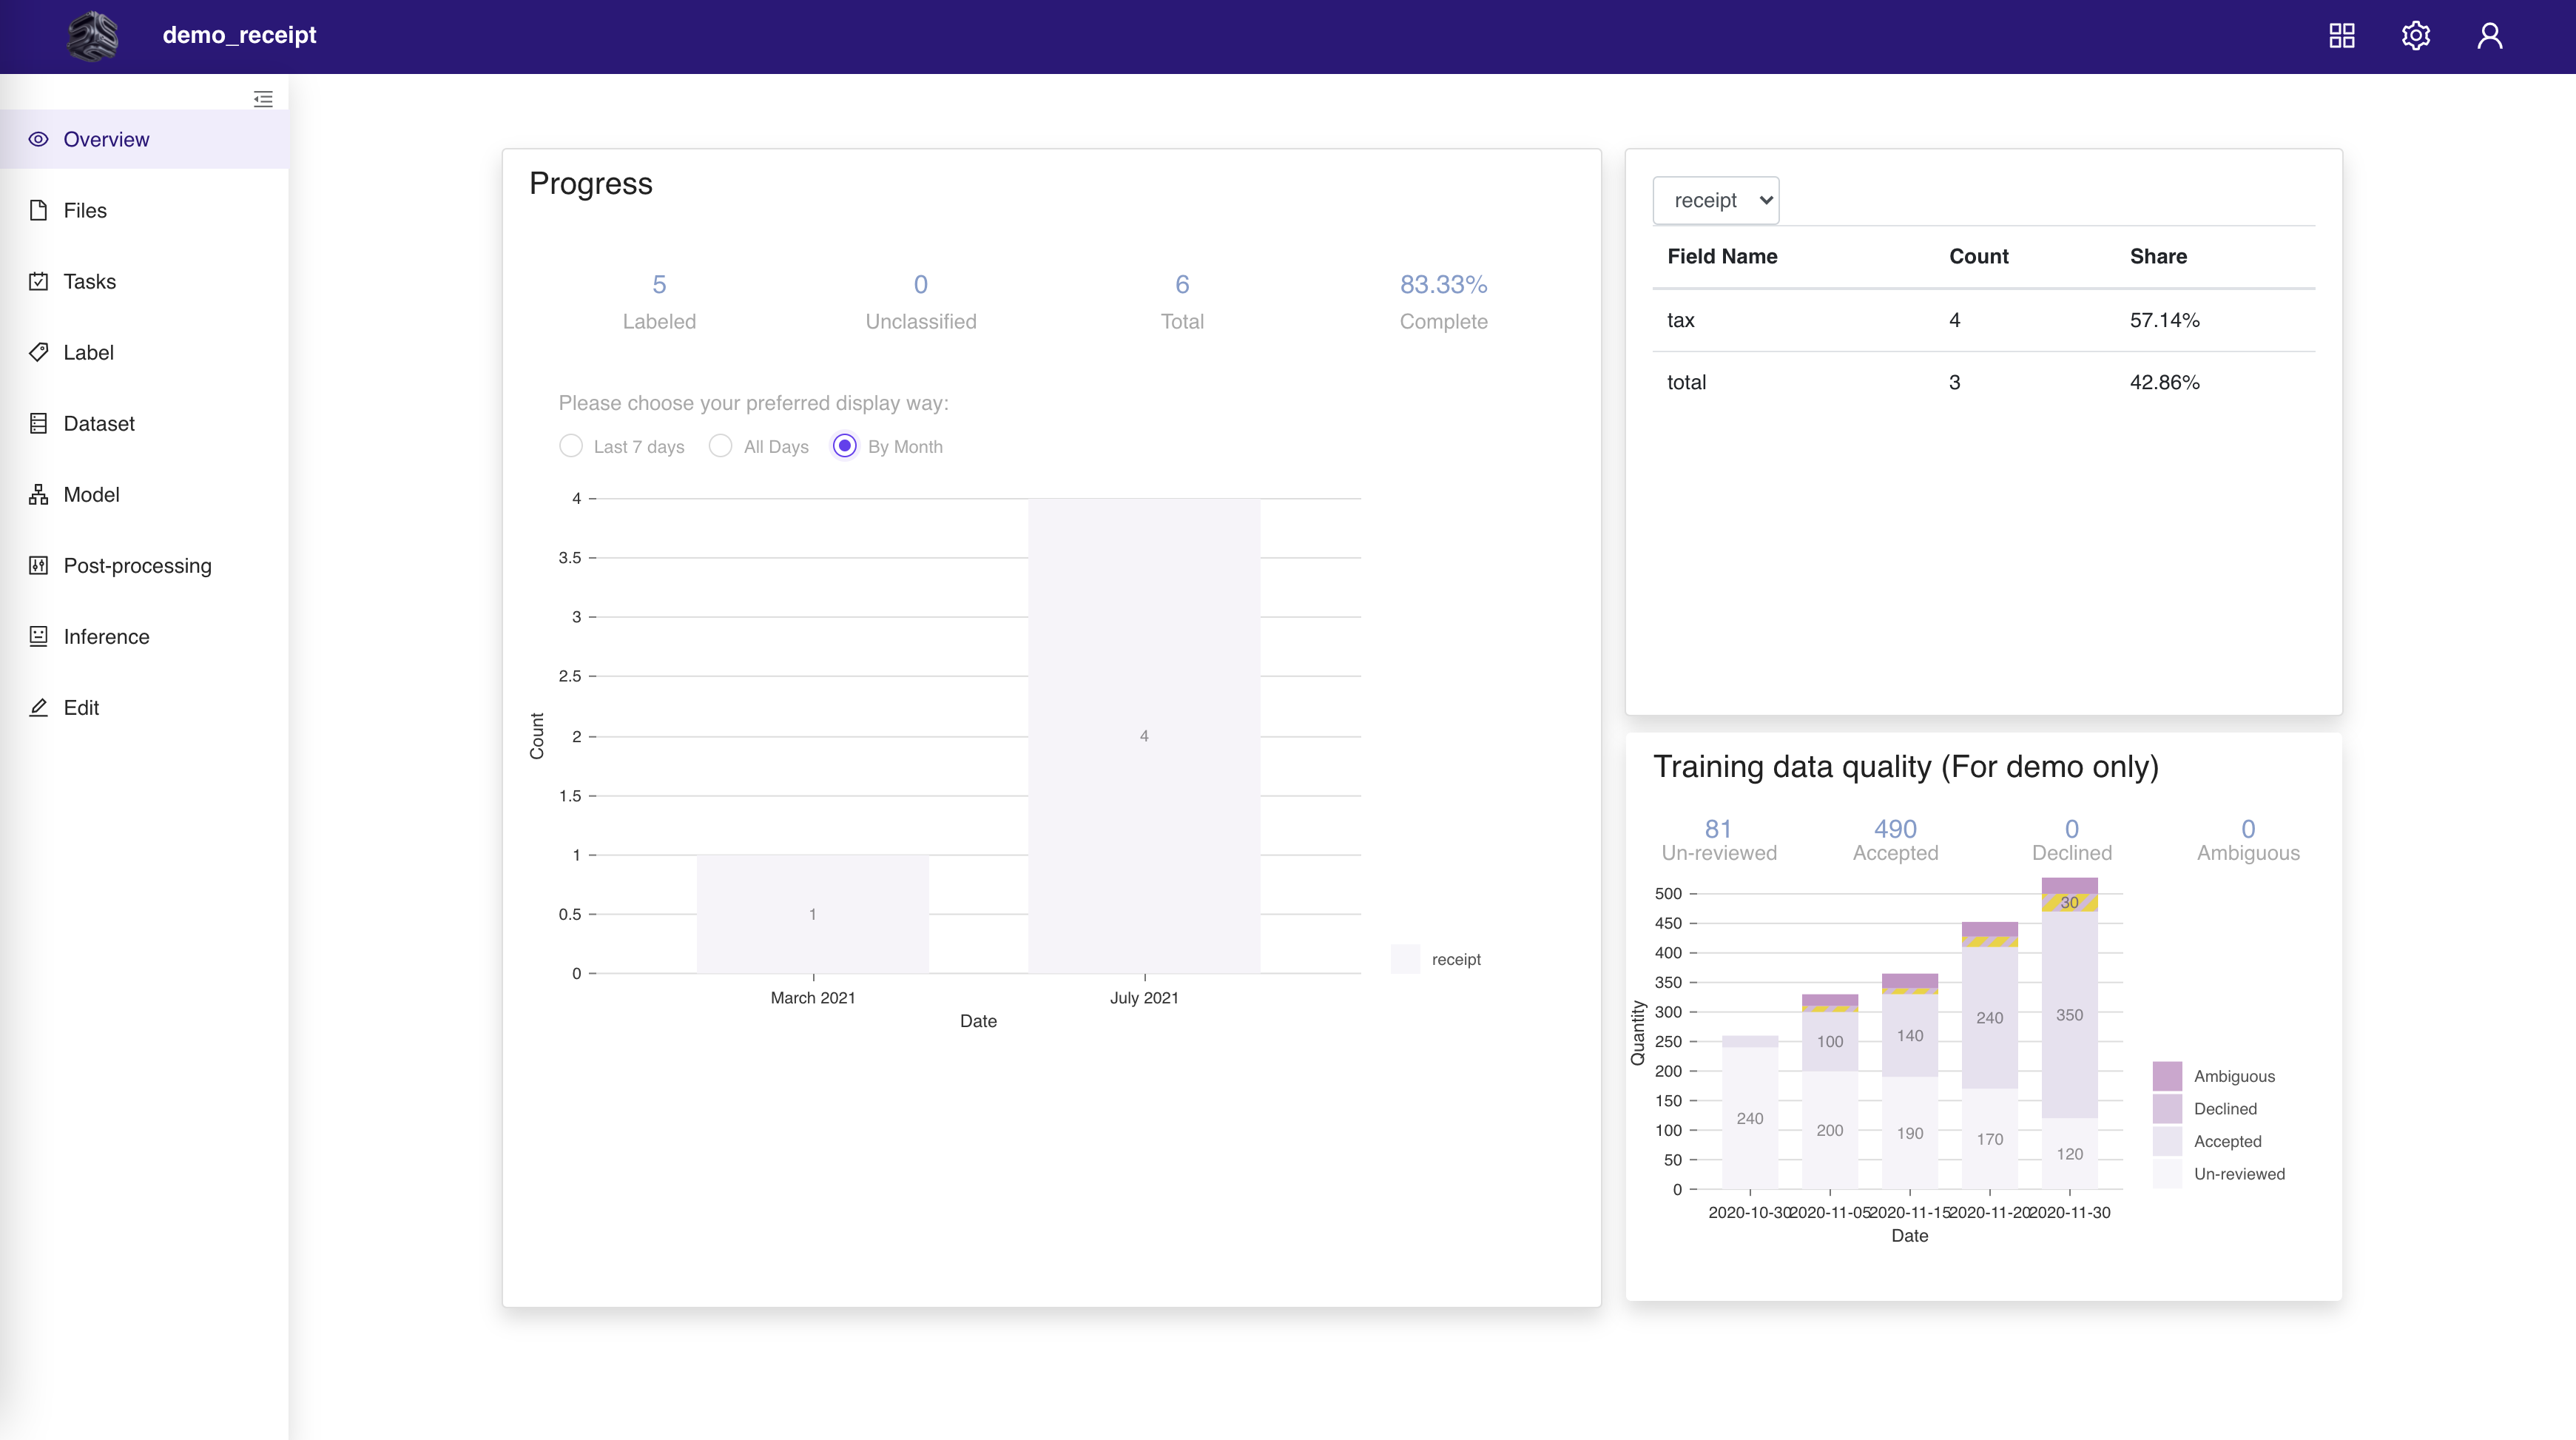 demo_receipt
Overview
Files
Tasks
Label
Dataset
Model
Post-processing
Inference
Edit
Progress
5 0 6 83.33%
Labeled Unclassified Total Complete
Please choose your preferred display way:
Last 7 days All Days By Month
4
3.5
3
2.5
2
1.5
1
0.5
0
Count
1
4
March 2021 July 2021
Date
receipt
receipt
Field Name Count Share
tax 4 57.14%
total 3 42.86%
Training data quality (For demo only)
81 490 0 0
Un-reviewed Accepted Declined Ambiguous
500
450
400
350
300
250
200
150
100
50
0
Quantity
240
100
200
140
190
240
170
30
350
120
2020-10-30 2020-11-05 2020-11-15 2020-11-20 2020-11-30
Date
Ambiguous
Declined
Accepted
Un-reviewed